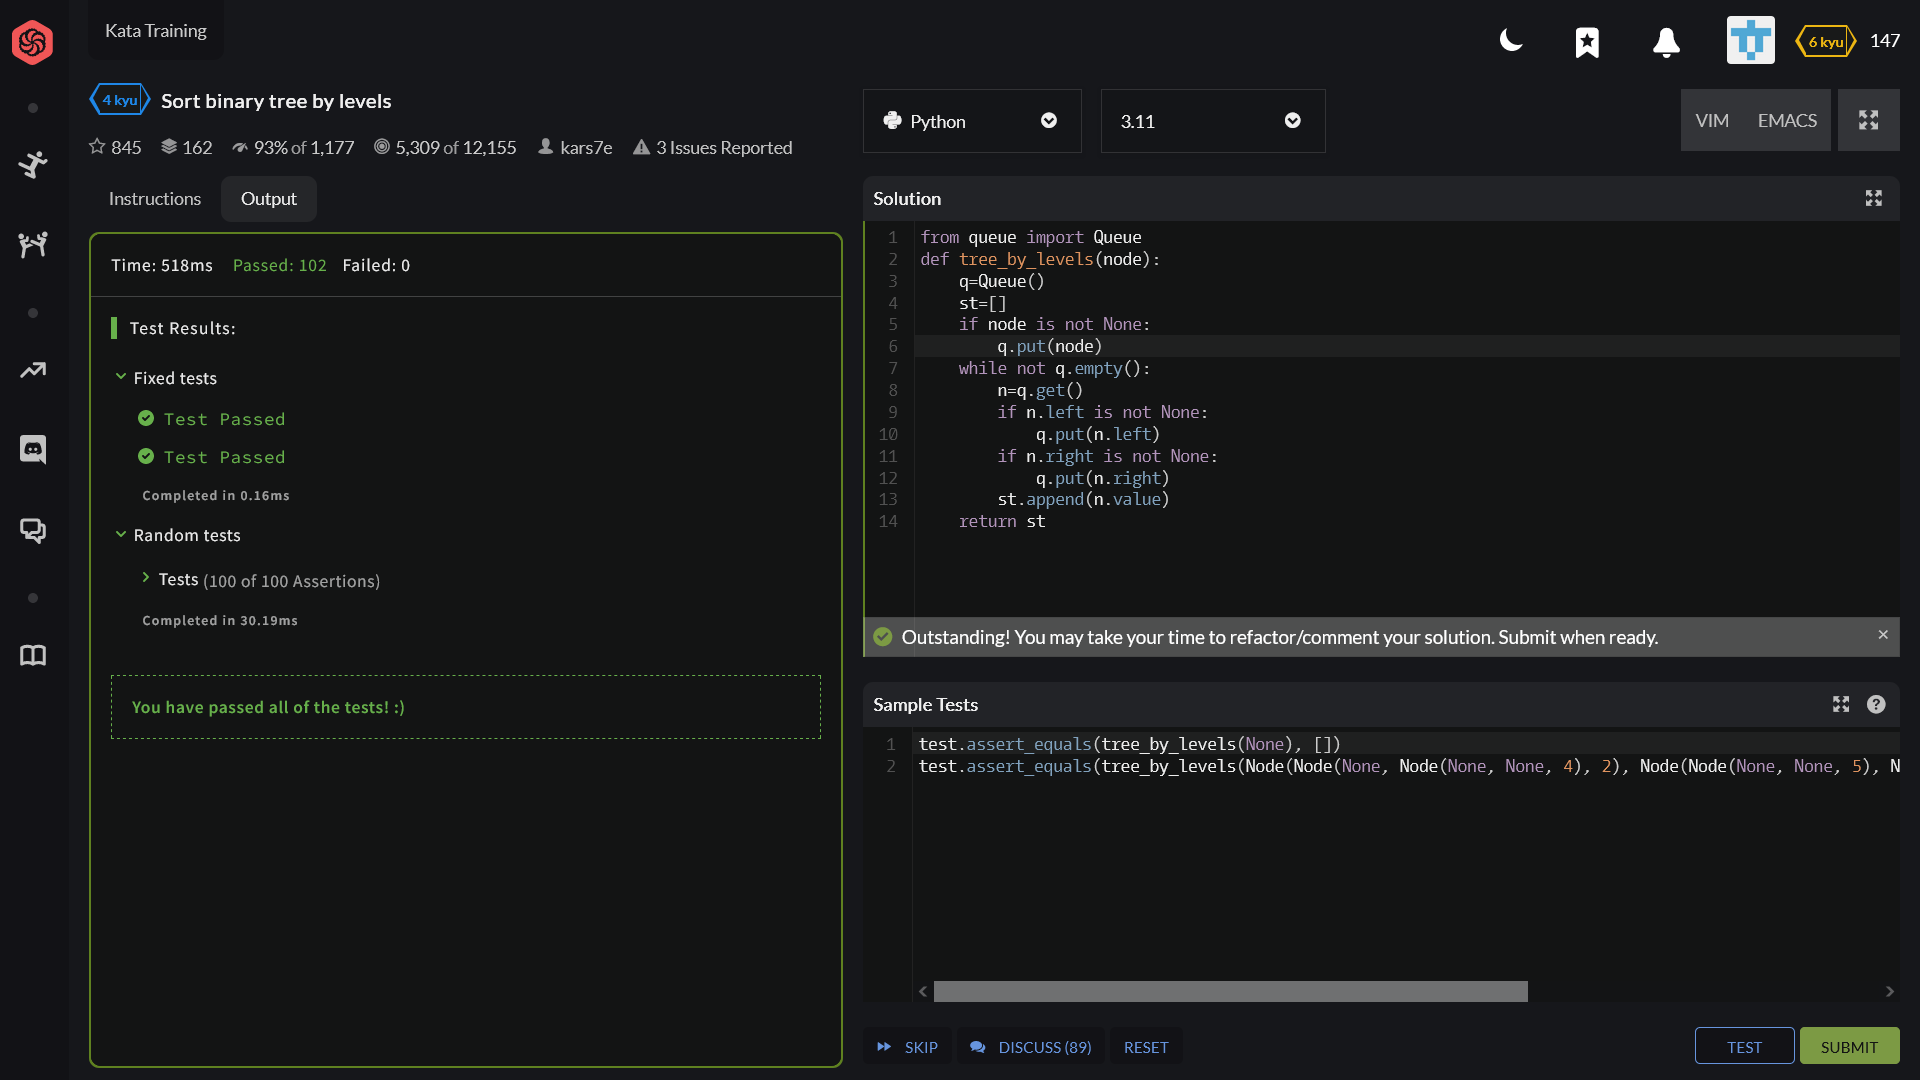 Kata Training
6 kyu 147
4 kyu Sort binary tree by levels
845 162 93% of 1,177 5,309 of 12,155 kars7e 3 Issues Reported
Python 3.11 VIM EMACS
Instructions Output
Time: 518ms Passed: 102 Failed: 0
Test Results:
Fixed tests
Test Passed
Test Passed
Completed in 0.16ms
Random tests
Tests (100 of 100 Assertions)
Completed in 30.19ms
You have passed all of the tests! :)
Solution
1 from queue import Queue
2 def tree_by_levels(node):
3     q=Queue()
4     st=[]
5     if node is not None:
6         q.put(node)
7     while not q.empty():
8         n=q.get()
9         if n.left is not None:
10             q.put(n.left)
11         if n.right is not None:
12             q.put(n.right)
13         st.append(n.value)
14     return st
Outstanding! You may take your time to refactor/comment your solution. Submit when ready. ×
Sample Tests ?
1 test.assert_equals(tree_by_levels(None), [])
2 test.assert_equals(tree_by_levels(Node(Node(None, Node(None, None, 4), 2), Node(Node(None, None, 5), N
SKIP DISCUSS (89) RESET TEST SUBMIT